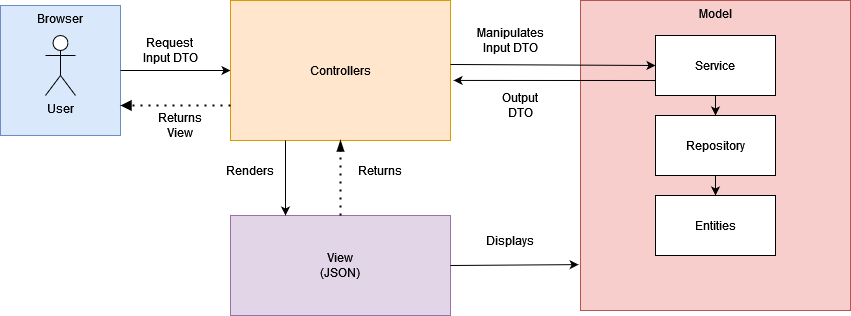 Browser
User
Request
Input DTO
Returns
View
Controllers
Manipulates
Input DTO
Output
DTO
Model
Service
Repository
Entities
Renders
Returns
View
(JSON)
Displays